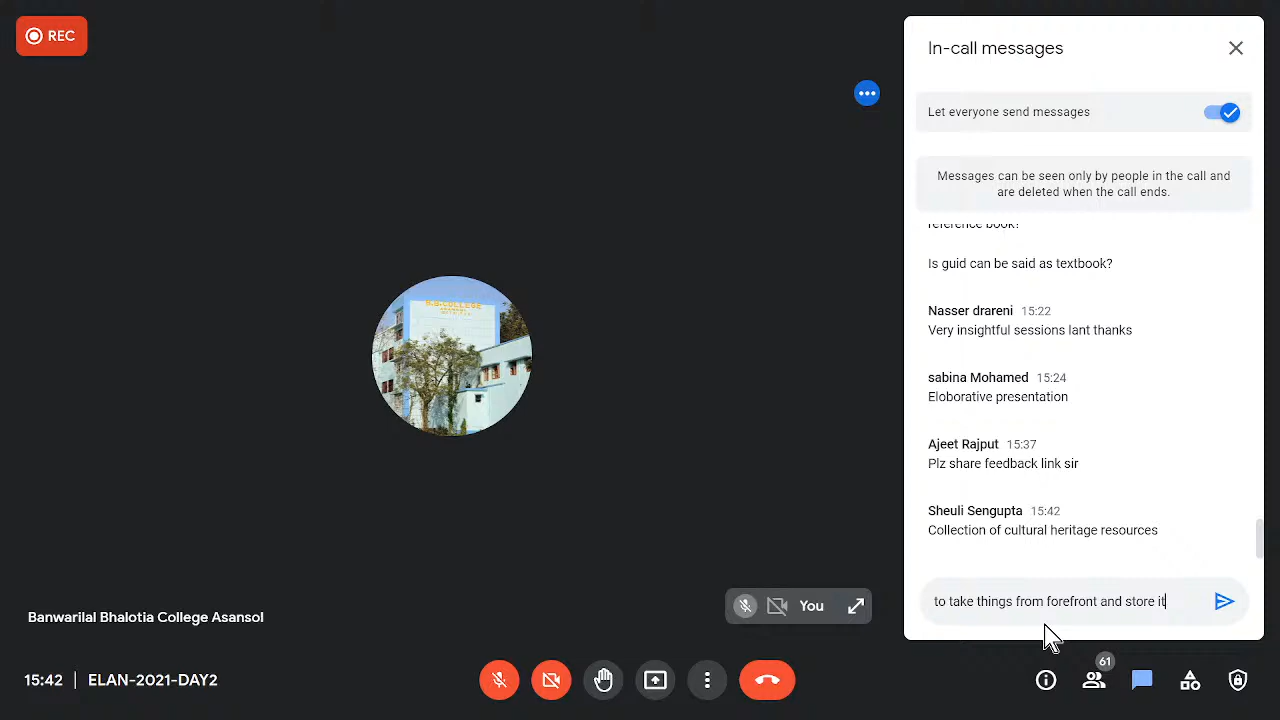 REC
In-call messages
Let everyone send messages
Messages can be seen only by people in the call and
are deleted when the call ends.
reference book?
Is guid can be said as textbook?
Nasser drareni 15:22
Very insightful sessions lant thanks
sabina Mohamed 15:24
Eloborative presentation
Ajeet Rajput 15:37
Plz share feedback link sir
Sheuli Sengupta 15:42
Collection of cultural heritage resources
to take things from forefront and store it
B.B.COLLEGE
You
Banwarilal Bhalotia College Asansol
15:42 | ELAN-2021-DAY2
61